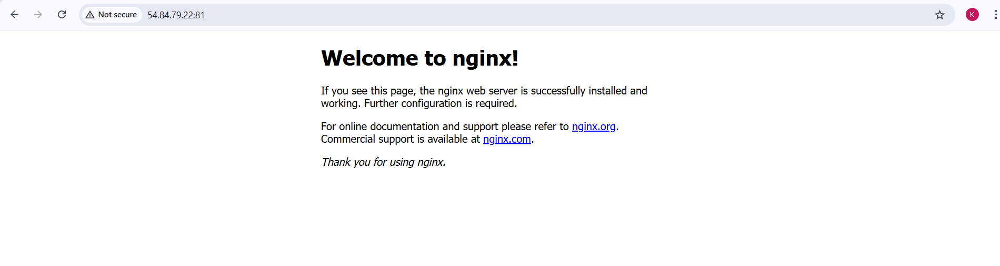 Not secure
54.84.79.22:81
K
Welcome to nginx!
If you see this page, the nginx web server is successfully installed and
working. Further configuration is required.
For online documentation and support please refer to nginx.org.
Commercial support is available at nginx.com.
Thank you for using nginx.